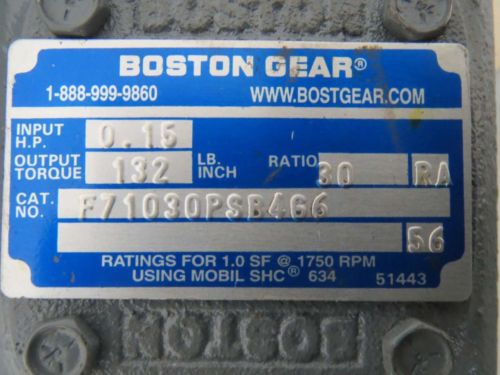 BOSTON GEAR®
1-888-999-9860 WWW.BOSTGEAR.COM
INPUT H.P. 0.15
OUTPUT TORQUE 132 LB. INCH RATIO 30 RA
CAT. NO. F71030PSB4G6
56
RATINGS FOR 1.0 SF @ 1750 RPM
USING MOBIL SHC® 634 51443
BOSTON